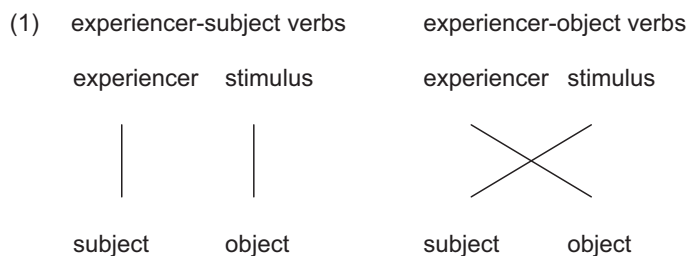 (1) experiencer-subject verbs experiencer-object verbs
experiencer stimulus experiencer stimulus
subject object subject object